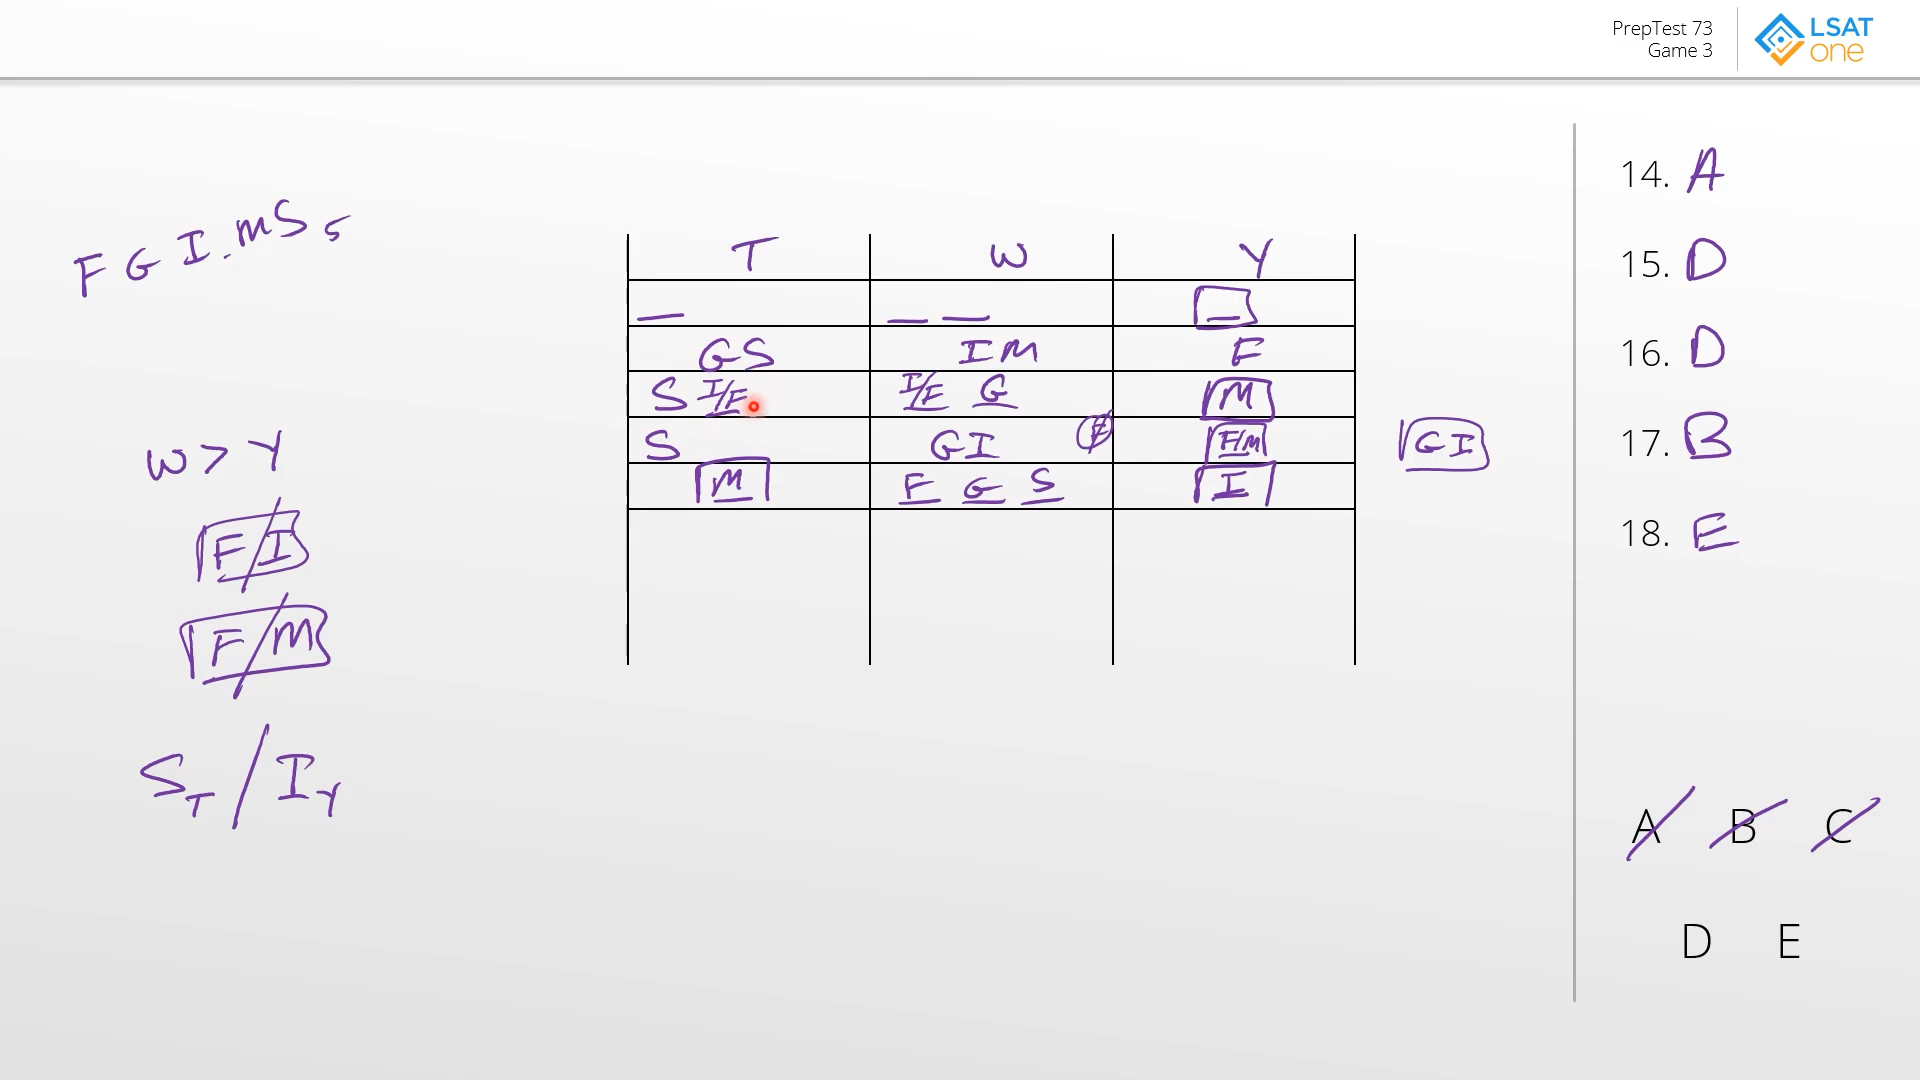 PrepTest 73
Game 3
LSAT
one
F G I M S 5
W > Y
F/I
F/M
S T / I Y
T W Y
GS IM F
S I/F I/F G M
S GI F F/M
M F G S I
GI
14. A
15. D
16. D
17. B
18. E
A B C
D E